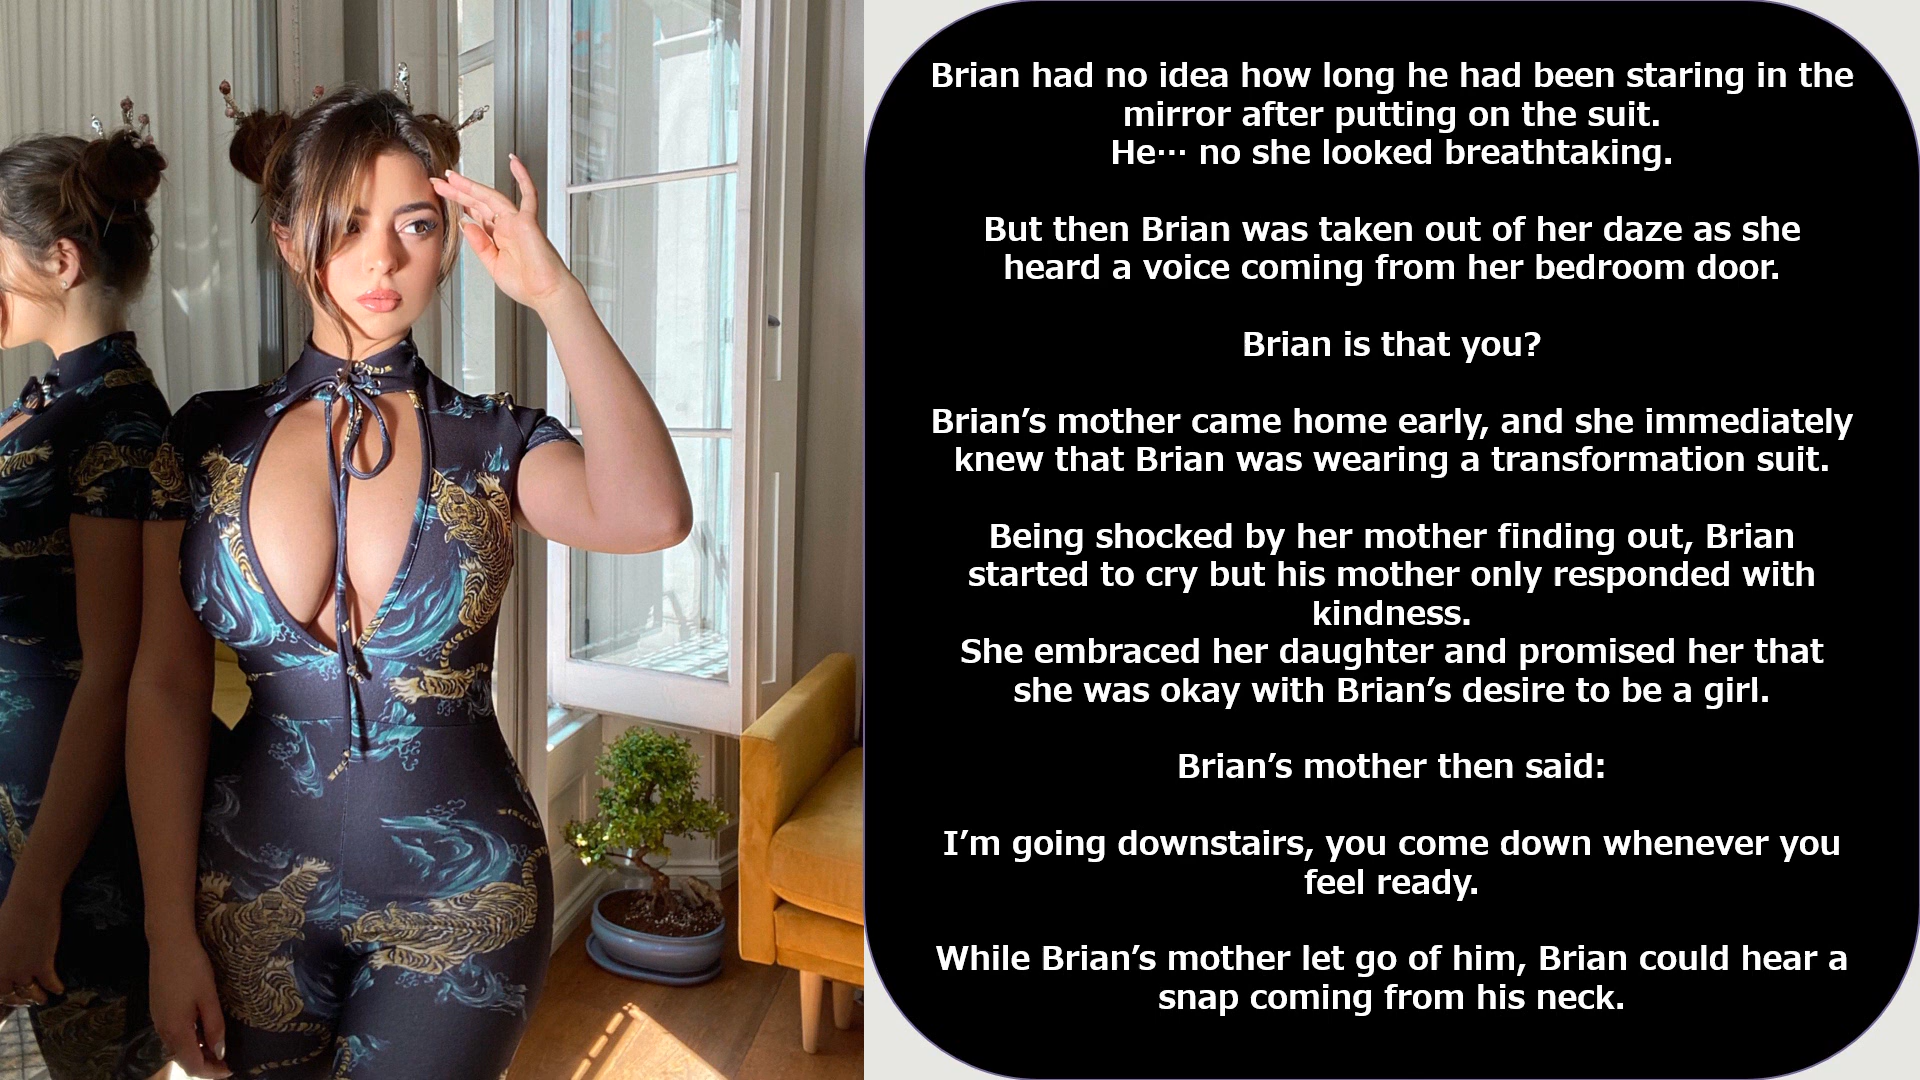 Brian had no idea how long he had been staring in the
mirror after putting on the suit.
He… no she looked breathtaking.
But then Brian was taken out of her daze as she
heard a voice coming from her bedroom door.
Brian is that you?
Brian’s mother came home early, and she immediately
knew that Brian was wearing a transformation suit.
Being shocked by her mother finding out, Brian
started to cry but his mother only responded with
kindness.
She embraced her daughter and promised her that
she was okay with Brian’s desire to be a girl.
Brian’s mother then said:
I’m going downstairs, you come down whenever you
feel ready.
While Brian’s mother let go of him, Brian could hear a
snap coming from his neck.